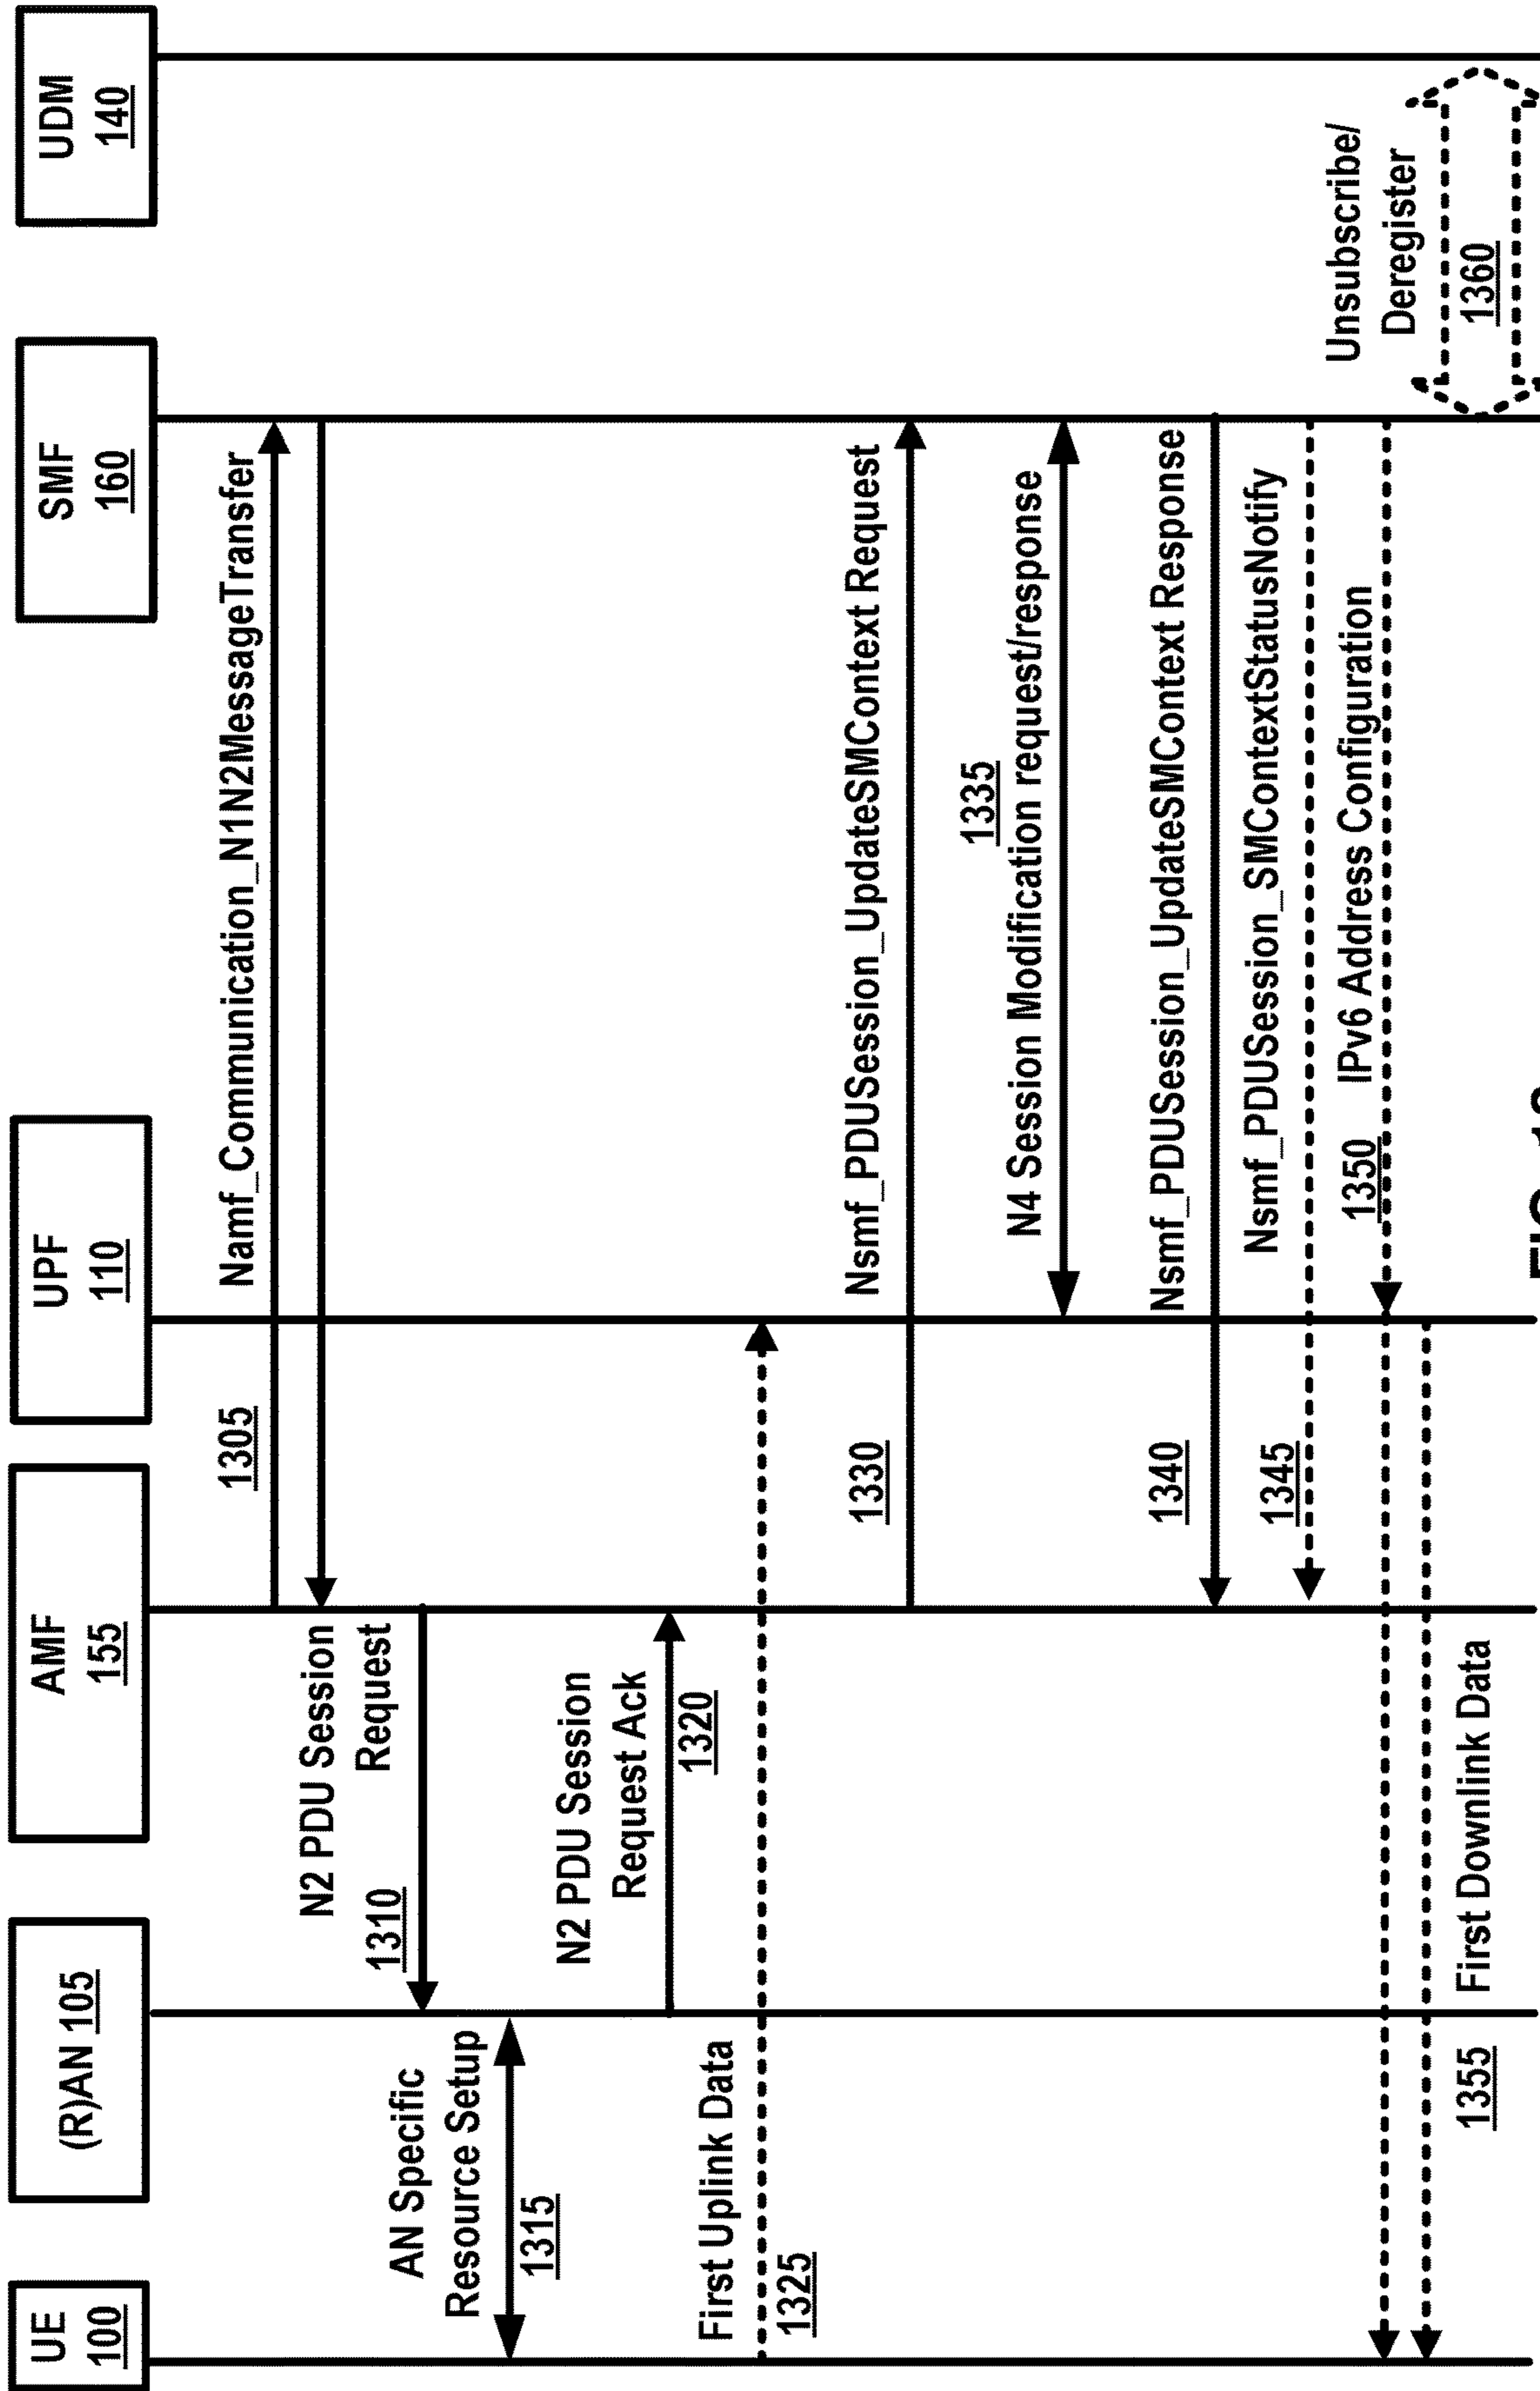 UE
100
(R)AN 105
AMF
155
UPF
110
SMF
160
UDM
140
Namf_Communication_N1N2MessageTransfer
1305
N2 PDU Session
Request
1310
AN Specific
Resource Setup
1315
N2 PDU Session
Request Ack
1320
First Uplink Data
1325
Nsmf_PDUSession_UpdateSMContext Request
1330
1335
N4 Session Modification request/response
Nsmf_PDUSession_UpdateSMContext Response
1340
Nsmf_PDUSession_SMContextStatusNotify
1345
1350 IPv6 Address Configuration
First Downlink Data
1355
Unsubscribe/
Deregister
1360